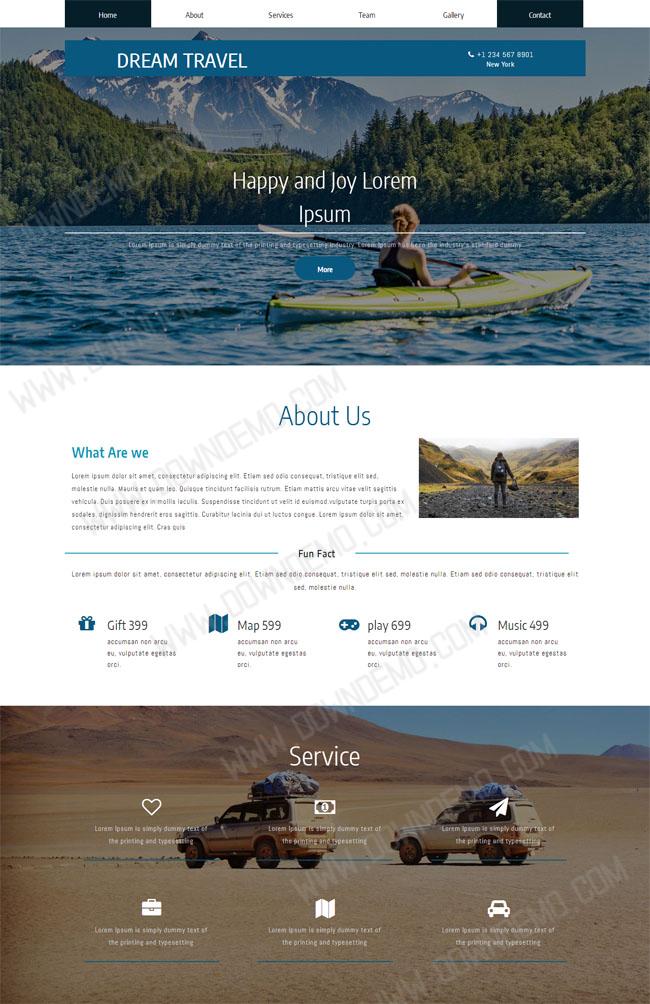 Home About Services Team Gallery Contact
DREAM TRAVEL
+1 234 567 8901
New York
Happy and Joy Lorem
Ipsum
Lorem Ipsum is simply dummy text of the printing and typesetting industry. Lorem Ipsum has been the industry's standard dummy
More
WWW.DOWNDEMO.COM
About Us
What Are we
Lorem ipsum dolor sit amet, consectetur adipiscing elit. Etiam sed odio consequat, tristique elit sed,
molestie nulla. Mauris et quam leo. Quisque tincidunt facilisis rutrum. Etiam mattis arcu vitae velit sagittis
vehicula. Duis posuere ex in mollis iaculis. Suspendisse tincidunt ut velit id euismod.vulputate turpis porta ex
sodales, dignissim hendrerit eros sagittis. Curabitur lacinia dui ut luctus congue. Lorem ipsum dolor sit amet,
consectetur adipiscing elit. Cras quis
Fun Fact
Lorem ipsum dolor sit amet, consectetur adipiscing elit. Etiam sed odio consequat, tristique elit sed, molestie nulla. Etiam sed odio consequat, tristique elit
sed, molestie nulla.
Gift 399 Map 599 play 699 Music 499
accumsan non arcu accumsan non arcu accumsan non arcu accumsan non arcu
eu, vulputate egestas eu, vulputate egestas eu, vulputate egestas eu, vulputate egestas
orci. orci. orci. orci.
Service
Lorem Ipsum is simply dummy text of Lorem Ipsum is simply dummy text of Lorem Ipsum is simply dummy text of
the printing and typesetting the printing and typesetting the printing and typesetting
Lorem Ipsum is simply dummy text of Lorem Ipsum is simply dummy text of Lorem Ipsum is simply dummy text of
the printing and typesetting the printing and typesetting the printing and typesetting